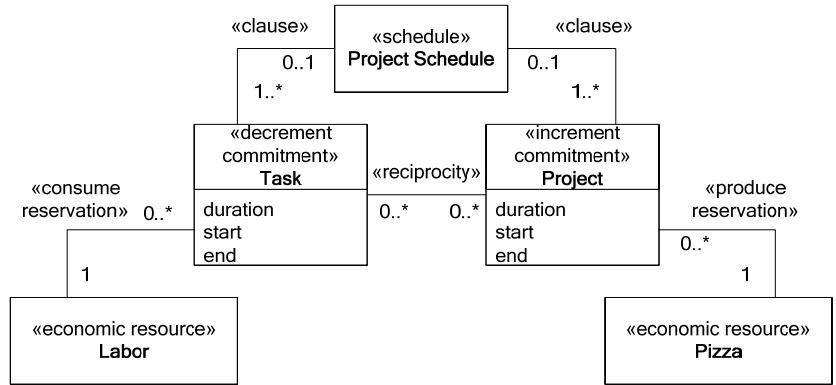 «clause»
«schedule»
Project Schedule
«clause»
0..1
0..1
1..*
1..*
«decrement
commitment»
Task
duration
start
end
«reciprocity»
0..*
0..*
«increment
commitment»
Project
duration
start
end
«consume
reservation»
0..*
1
«produce
reservation»
0..*
1
«economic resource»
Labor
«economic resource»
Pizza